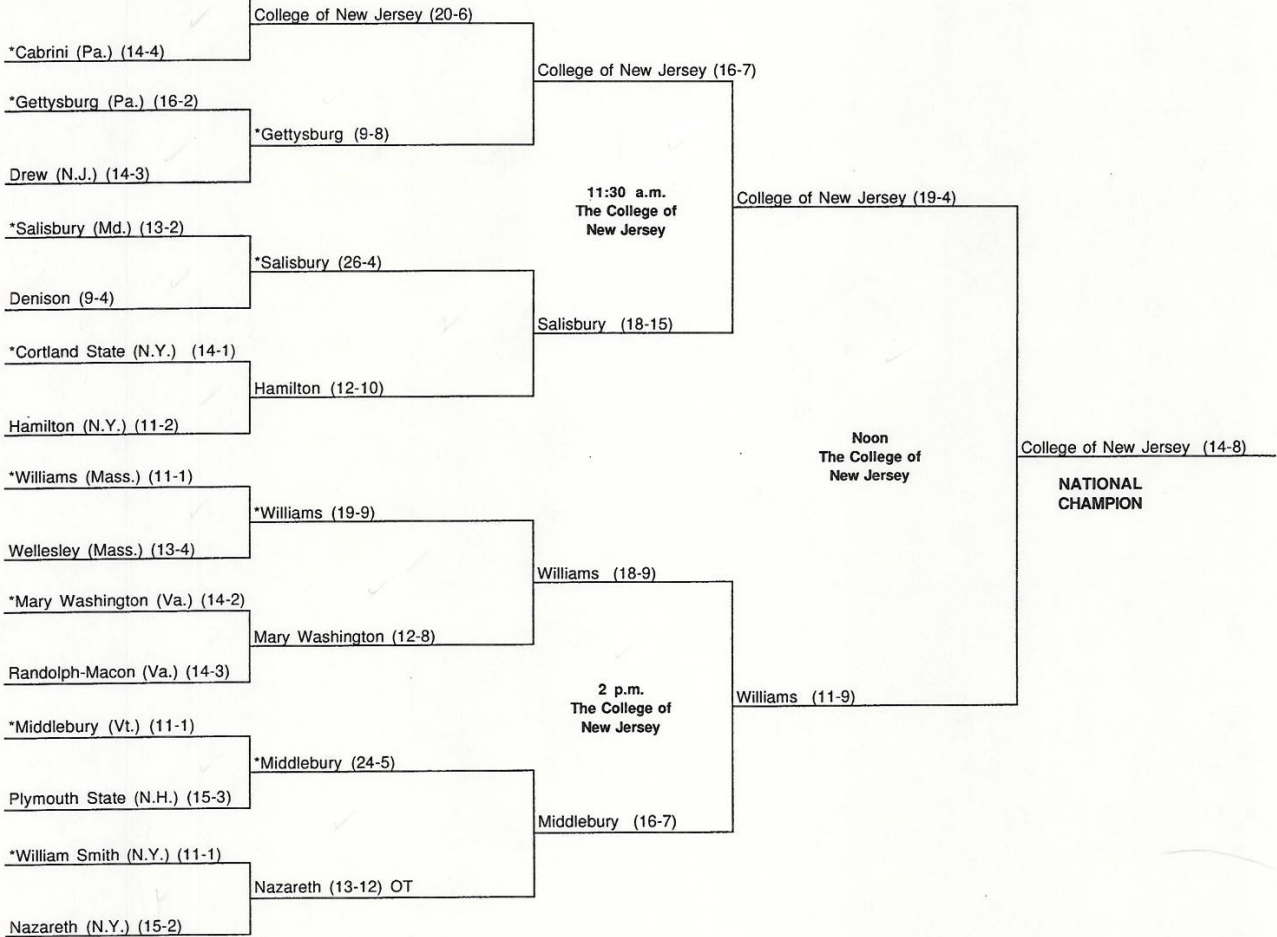 College of New Jersey (20-6)
*Cabrini (Pa.) (14-4)
College of New Jersey (16-7)
*Gettysburg (Pa.) (16-2)
*Gettysburg (9-8)
Drew (N.J.) (14-3)
11:30 a.m.
The College of
New Jersey
College of New Jersey (19-4)
*Salisbury (Md.) (13-2)
*Salisbury (26-4)
Denison (9-4)
Salisbury (18-15)
*Cortland State (N.Y.) (14-1)
Hamilton (12-10)
Hamilton (N.Y.) (11-2)
Noon
The College of
New Jersey
College of New Jersey (14-8)
NATIONAL
CHAMPION
*Williams (Mass.) (11-1)
*Williams (19-9)
Wellesley (Mass.) (13-4)
Williams (18-9)
*Mary Washington (Va.) (14-2)
Mary Washington (12-8)
Randolph-Macon (Va.) (14-3)
2 p.m.
The College of
New Jersey
Williams (11-9)
*Middlebury (Vt.) (11-1)
*Middlebury (24-5)
Plymouth State (N.H.) (15-3)
Middlebury (16-7)
*William Smith (N.Y.) (11-1)
Nazareth (13-12) OT
Nazareth (N.Y.) (15-2)